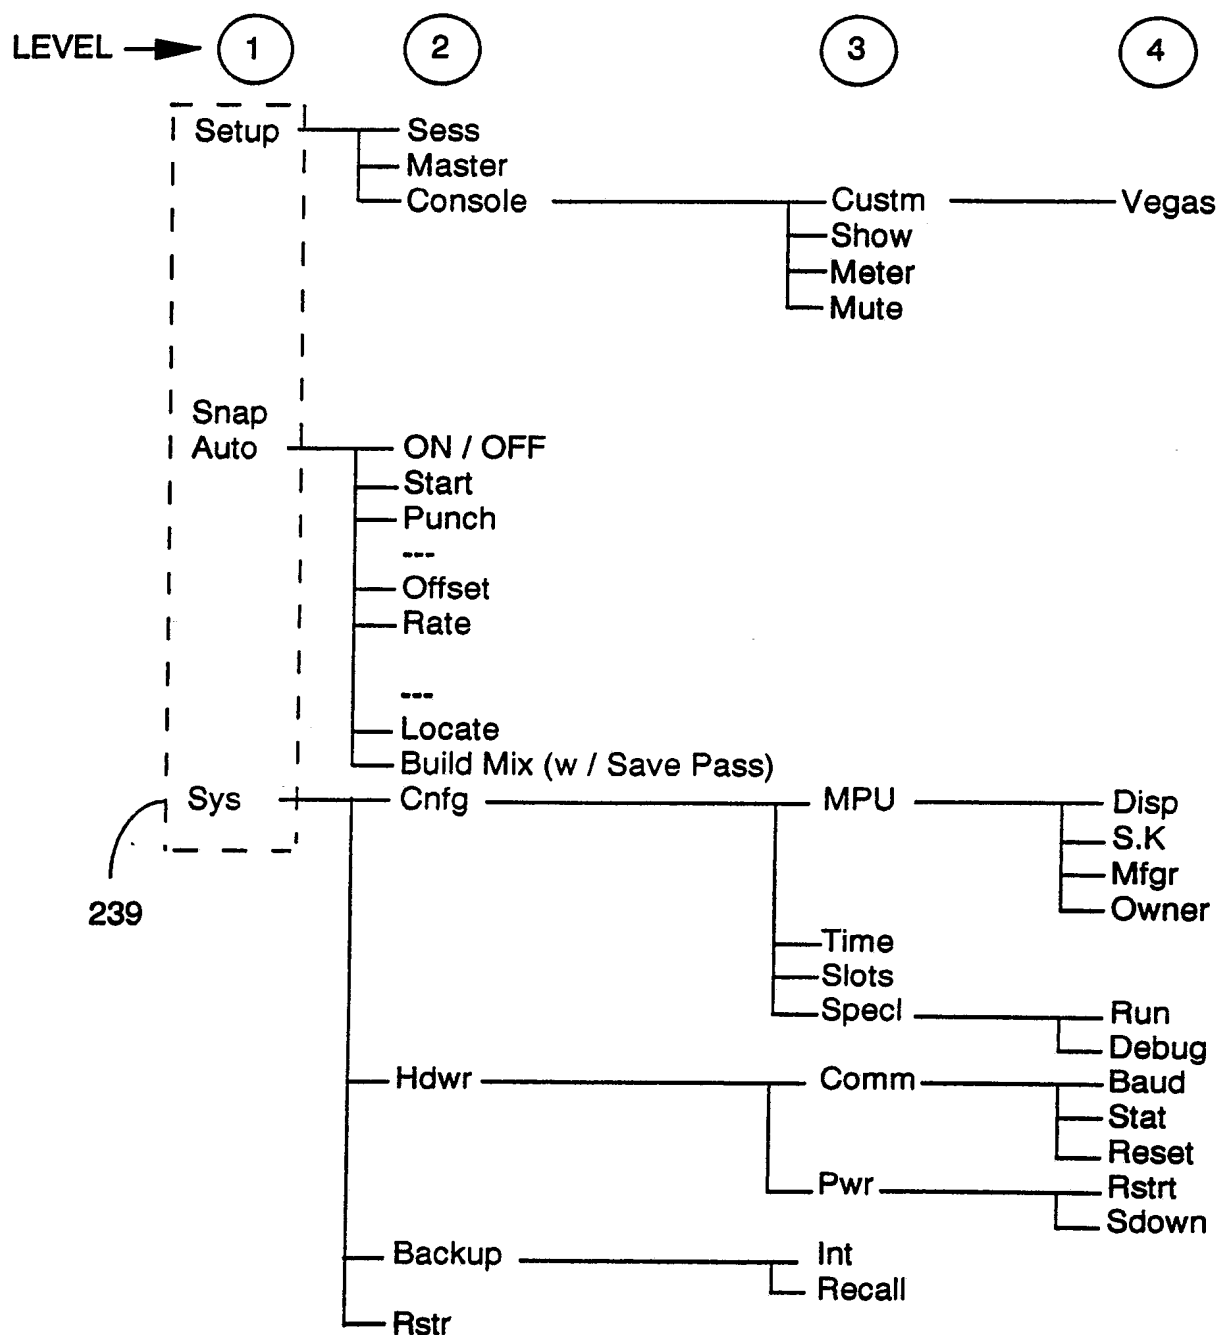 LEVEL 1 2 3 4
Setup Sess
Master
Console Custm Vegas
Show
Meter
Mute
Snap
Auto ON / OFF
Start
Punch
---
Offset
Rate
---
Locate
Build Mix (w / Save Pass)
Sys Cnfg MPU Disp
S.K
Mfgr
239 Owner
Time
Slots
Specl Run
Debug
Hdwr Comm Baud
Stat
Reset
Pwr Rstrt
Sdown
Backup Int
Recall
Rstr